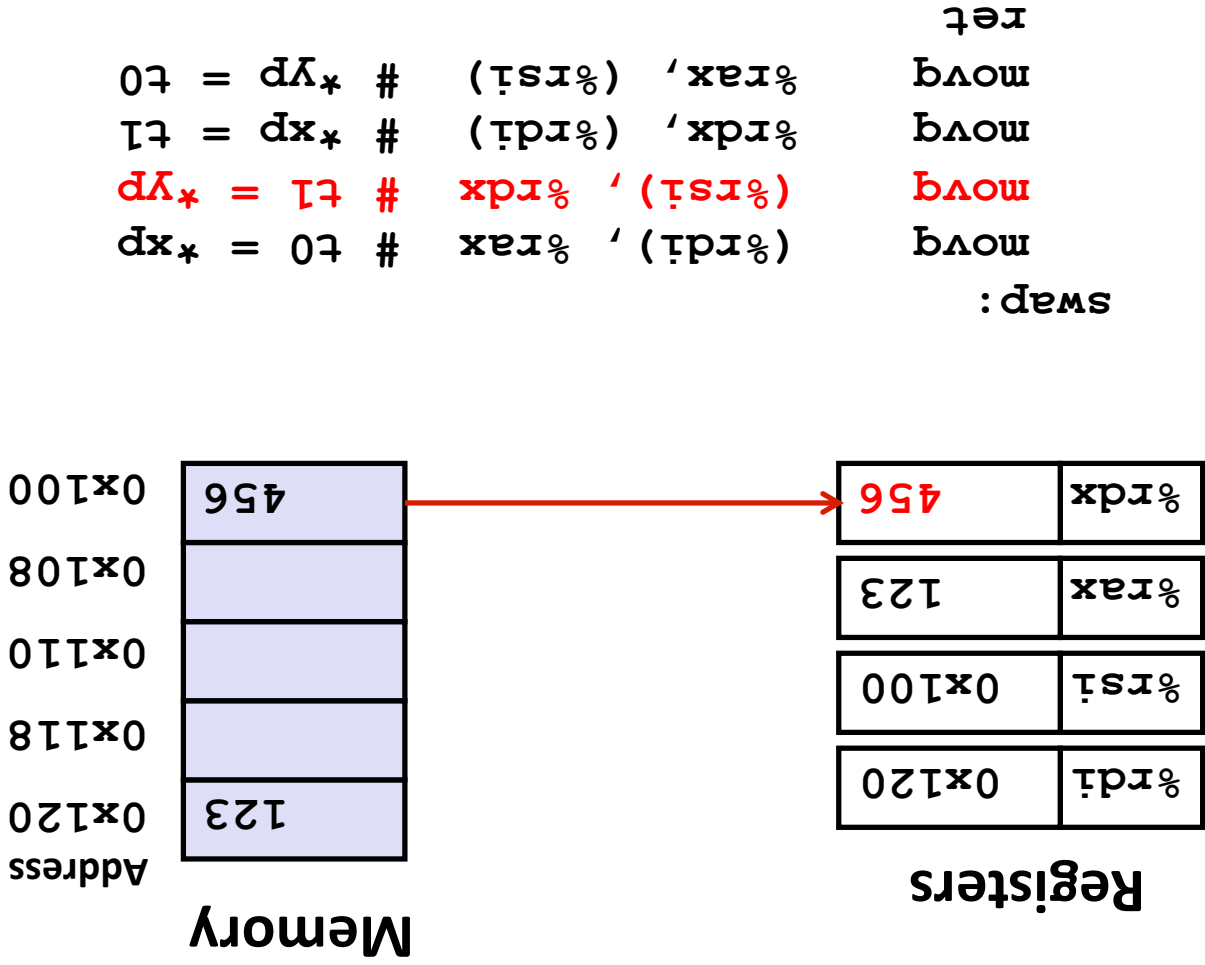 Registers
%rdi 0x120
%rsi 0x100
%rax 123
%rdx 456
Memory
Address
123 0x120
0x118
0x110
0x108
456 0x100
swap:
movq (%rdi), %rax # t0 = *xp
movq (%rsi), %rdx # t1 = *yp
movq %rdx, (%rdi) # *xp = t1
movq %rax, (%rsi) # *yp = t0
ret